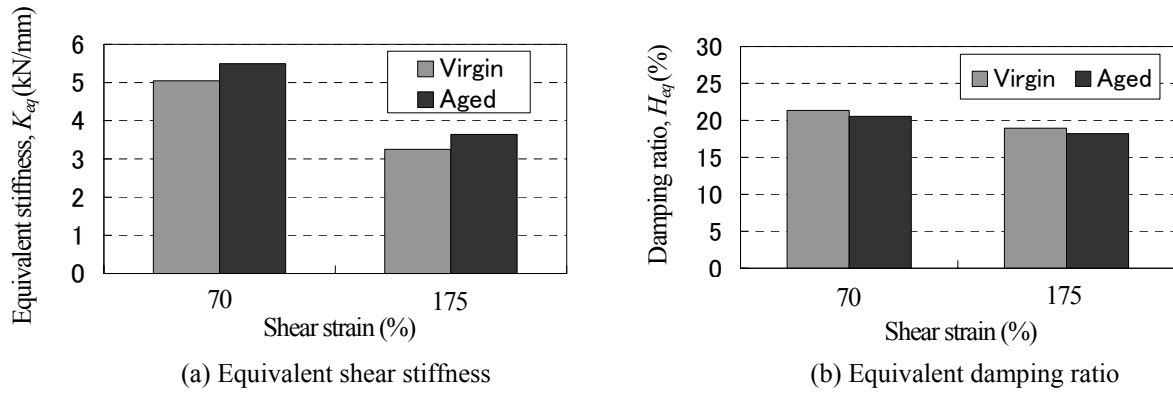 Equivalent stiffness, Keq (kN/mm)
6
5
4
3
2
1
0
Virgin
Aged
70
175
Shear strain (%)
(a) Equivalent shear stiffness
Damping ratio, Heq (%)
30
25
20
15
10
5
0
Virgin
Aged
70
175
Shear strain (%)
(b) Equivalent damping ratio